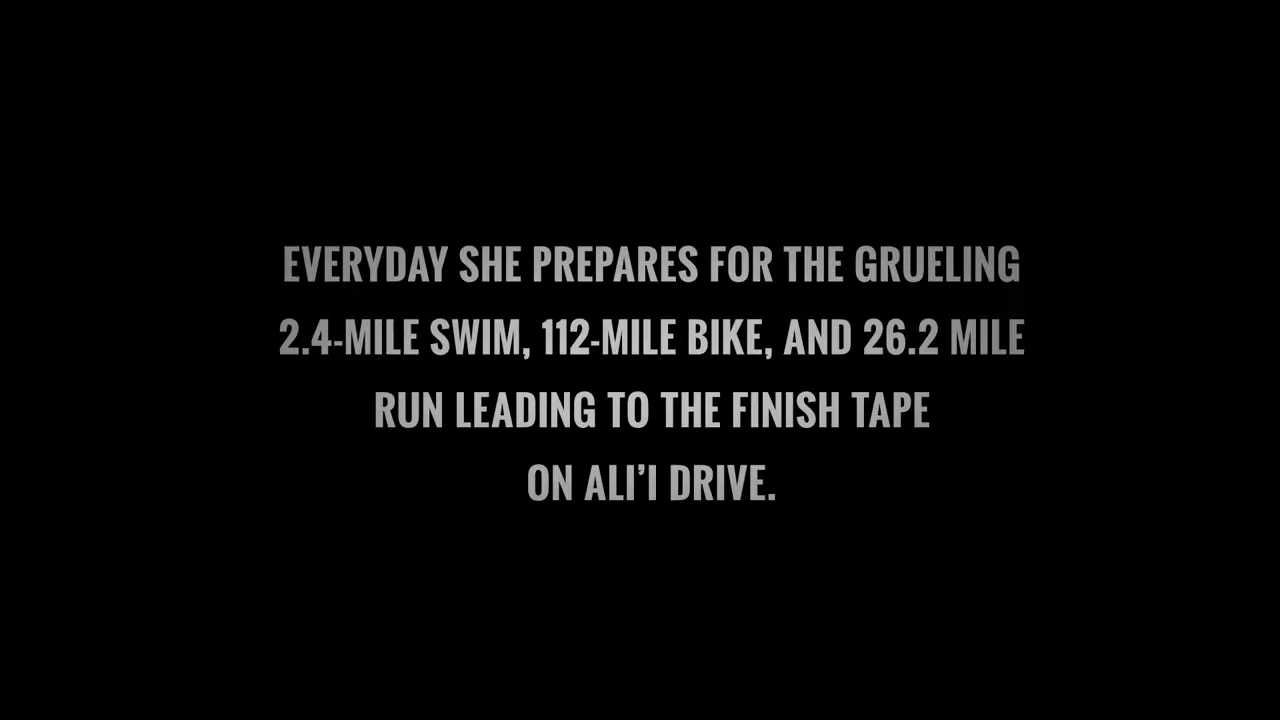 EVERYDAY SHE PREPARES FOR THE GRUELING
2.4-MILE SWIM, 112-MILE BIKE, AND 26.2 MILE
RUN LEADING TO THE FINISH TAPE
ON ALI’I DRIVE.